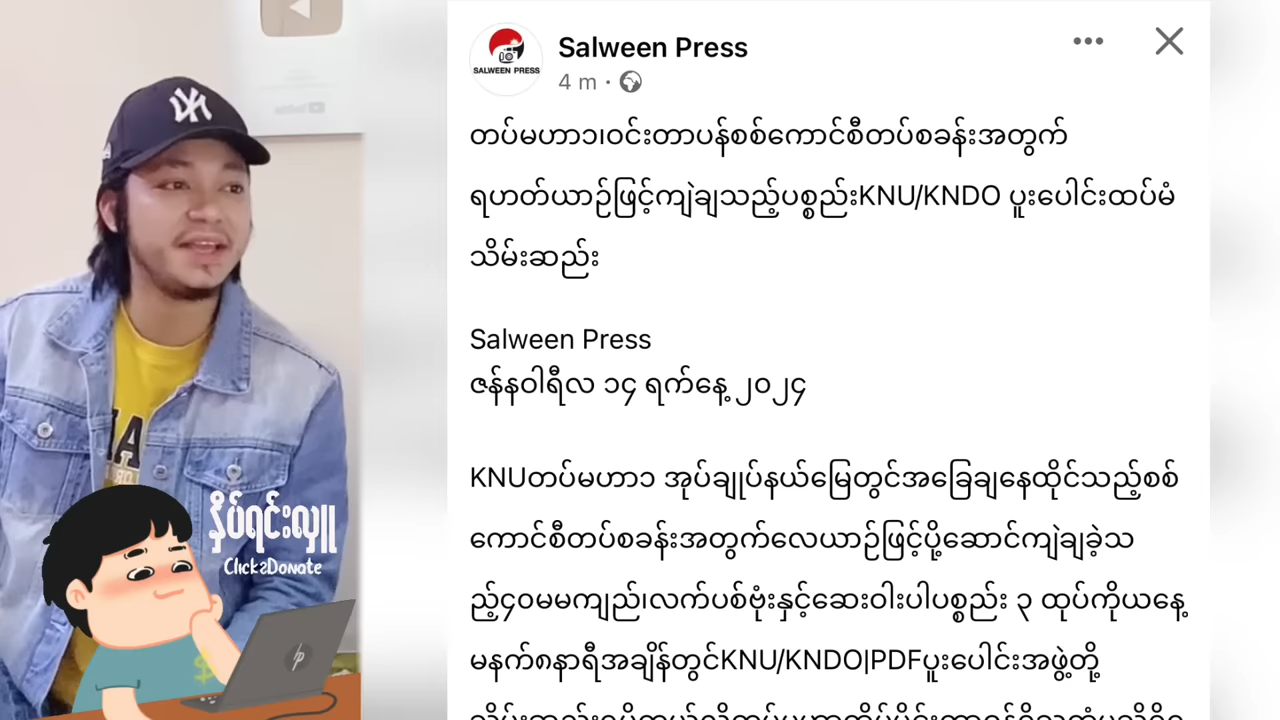 SALWEEN PRESS
Salween Press
4 m
တပ်မဟာ၁၊ဝင်းတာပန်စစ်ကောင်စီတပ်စခန်းအတွက်
ရဟတ်ယာဉ်ဖြင့်ကျဲချသည့်ပစ္စည်းKNU/KNDO ပူးပေါင်းထပ်မံ
သိမ်းဆည်း
Salween Press
ဇန်နဝါရီလ ၁၄ ရက်နေ့၂၀၂၄
KNUတပ်မဟာ၁ အုပ်ချုပ်နယ်မြေတွင်အခြေချနေထိုင်သည့်စစ်
ကောင်စီတပ်စခန်းအတွက်လေယာဉ်ဖြင့်ပို့ဆောင်ကျဲချခဲ့သ
ည့်၄၀မမကျည်၊လက်ပစ်ဗုံးနှင့်ဆေးဝါးပါပစ္စည်း ၃ ထုပ်ကိုယနေ့
မနက်၈နာရီအချိန်တွင်KNU/KNDO|PDFပူးပေါင်းအဖွဲ့တို့
နှိပ်ရင်းလှူ
Click2Donate
hp